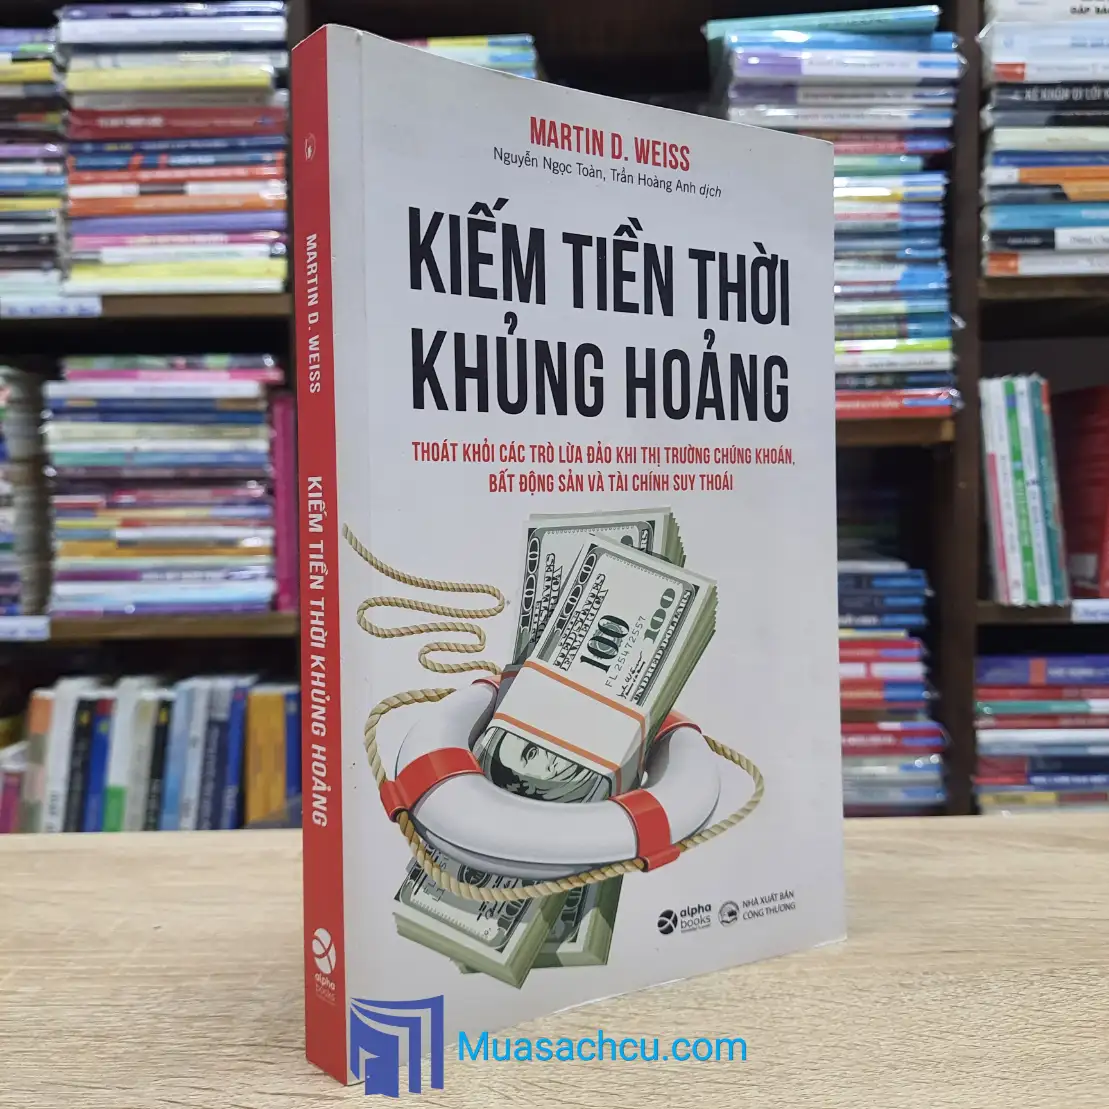 MARTIN D. WEISS
Nguyễn Ngọc Toàn, Trần Hoàng Anh dịch
KIẾM TIỀN THỜI
KHỦNG HOẢNG
THOÁT KHỎI CÁC TRÒ LỪA ĐẢO KHI THỊ TRƯỜNG CHỨNG KHOÁN,
BẤT ĐỘNG SẢN VÀ TÀI CHÍNH SUY THOÁI
100
FL 25472557
100
alpha
books
NHÀ XUẤT BẢN
CÔNG THƯƠNG
MARTIN D. WEISS
KIẾM TIỀN THỜI KHỦNG HOẢNG
alpha
books
Muasachcu.com